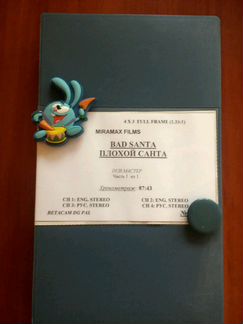 4 X 3 FULL FRAME (1.33:1)
MIRAMAX FILMS
BAD SANTA
ПЛОХОЙ САНТА
Часть 1 из 1
Хронометраж: 87:43
CH 1: ENG. STEREO CH 2: ENG. STEREO
CH 3: РУС. STEREO CH 4: РУС. STEREO
BETACAM DG PAL №